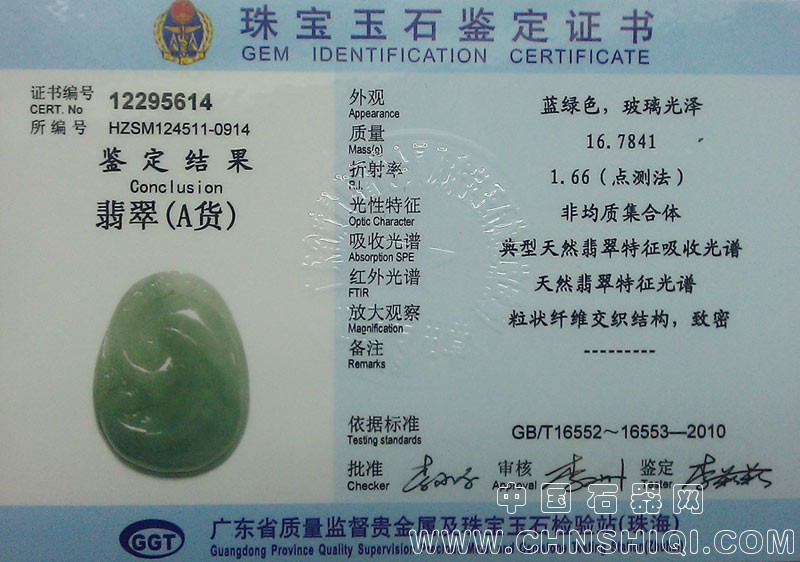 珠宝玉石鉴定证书
GEM IDENTIFICATION CERTIFICATE
证书编号
CERT. No
12295614
所编号 HZSM124511-0914
鉴定结果
Conclusion
翡翠(A货)
外观
Appearance
蓝绿色，玻璃光泽
质量
Mass(g)
16.7841
折射率
R.I.
1.66（点测法）
光性特征
Optic Character
非均质集合体
吸收光谱
Absorption SPE
典型天然翡翠特征吸收光谱
红外光谱
FTIR
天然翡翠特征光谱
放大观察
Magnification
粒状纤维交织结构，致密
备注
Remarks
---------
依据标准
Testing standards
GB/T16552～16553—2010
批准
Checker
审核
Approval
鉴定
Tester
中国石器网
GGT
广东省质量监督贵金属及珠宝玉石检验站(珠海)
Guangdong Province Quality Supervision
WWW.CHNSHIQI.COM